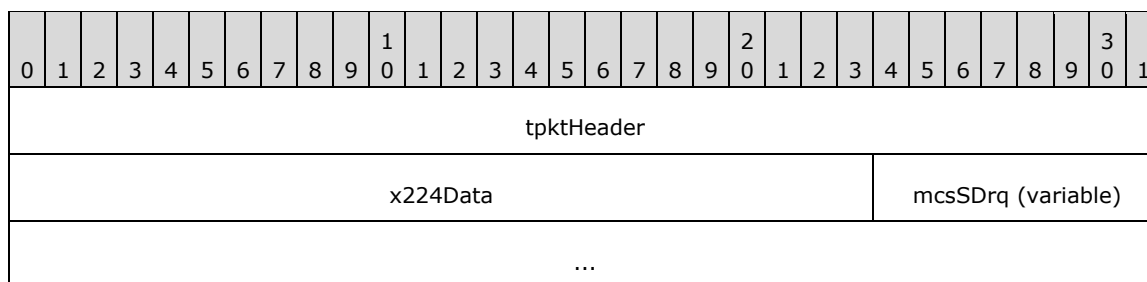 1 2 3
0 1 2 3 4 5 6 7 8 9 0 1 2 3 4 5 6 7 8 9 0 1 2 3 4 5 6 7 8 9 0 1
tpktHeader
x224Data mcsSDrq (variable)
...